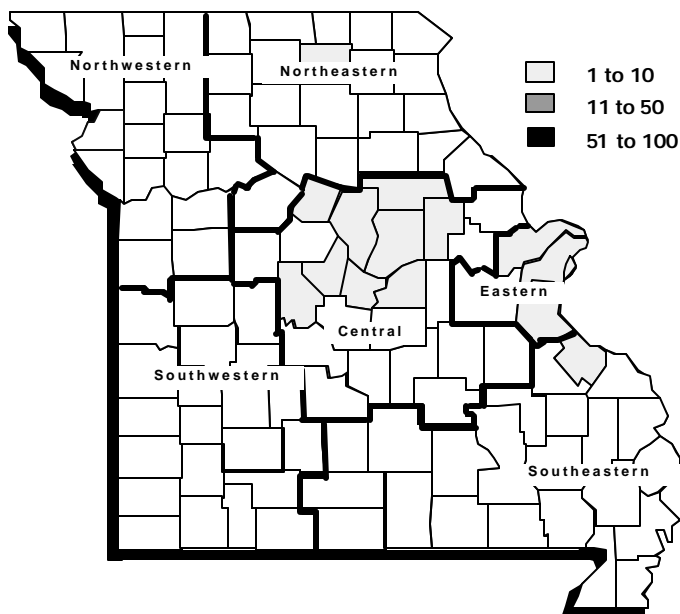 Northwestern
Northeastern
1 to 10
11 to 50
51 to 100
Eastern
Central
Southwestern
Southeastern